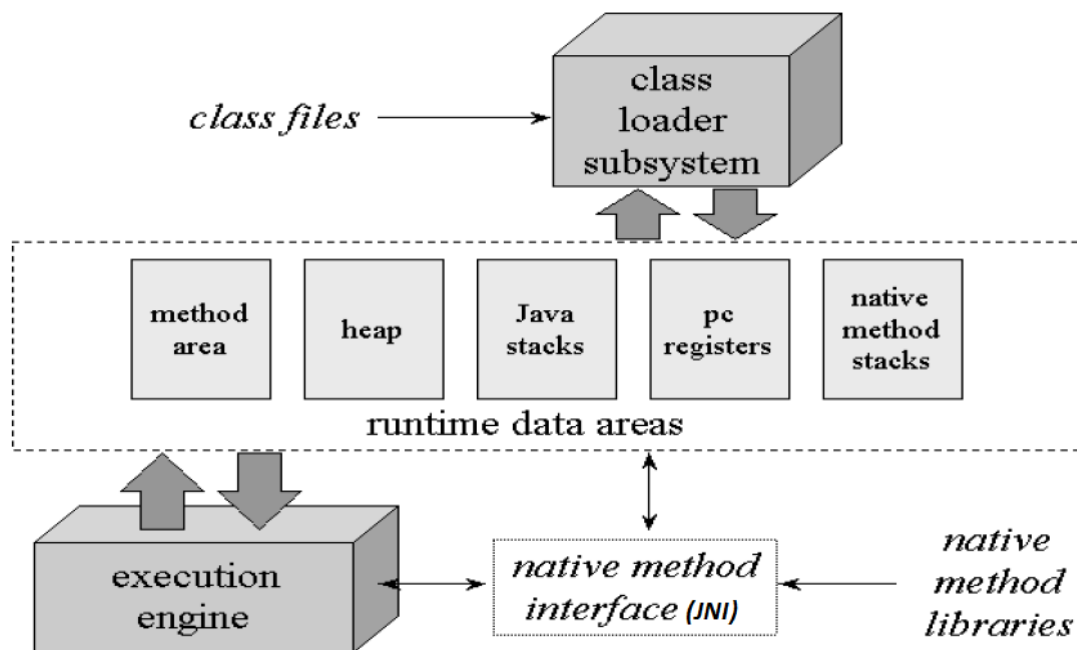 class
loader
subsystem
class files
method
area
heap
Java
stacks
pc
registers
native
method
stacks
runtime data areas
execution
engine
native method
interface (JNI)
native
method
libraries